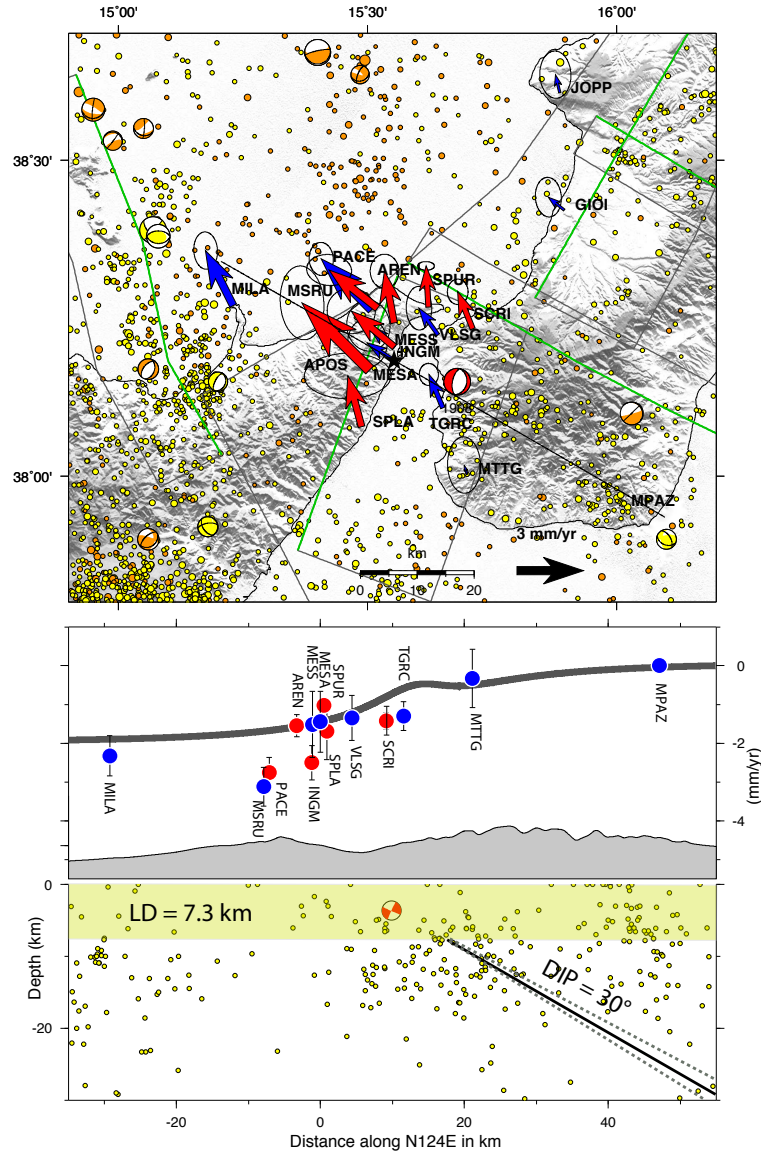 15°00' 15°30' 16°00'
JOPP
38°30'
GIOI
PACE
AREN
SPUR
MILA
MSRU
SCRI
VLSG
MESS
INGM
APOS
MESA
1908
SPLA
TGRC
MTTG
38°00'
MPAZ
3 mm/yr
km
0 10 20
TGRC
SPUR
MESA
MESS
AREN
0
MPAZ
MTTG
-2
VLSG
SCRI
SPLA
MILA
PACE
INGM
MSRU
-4
(mm/yr)
0
LD = 7.3 km
-10
Depth (km)
DIP = 30°
-20
-20 0 20 40
Distance along N124E in km